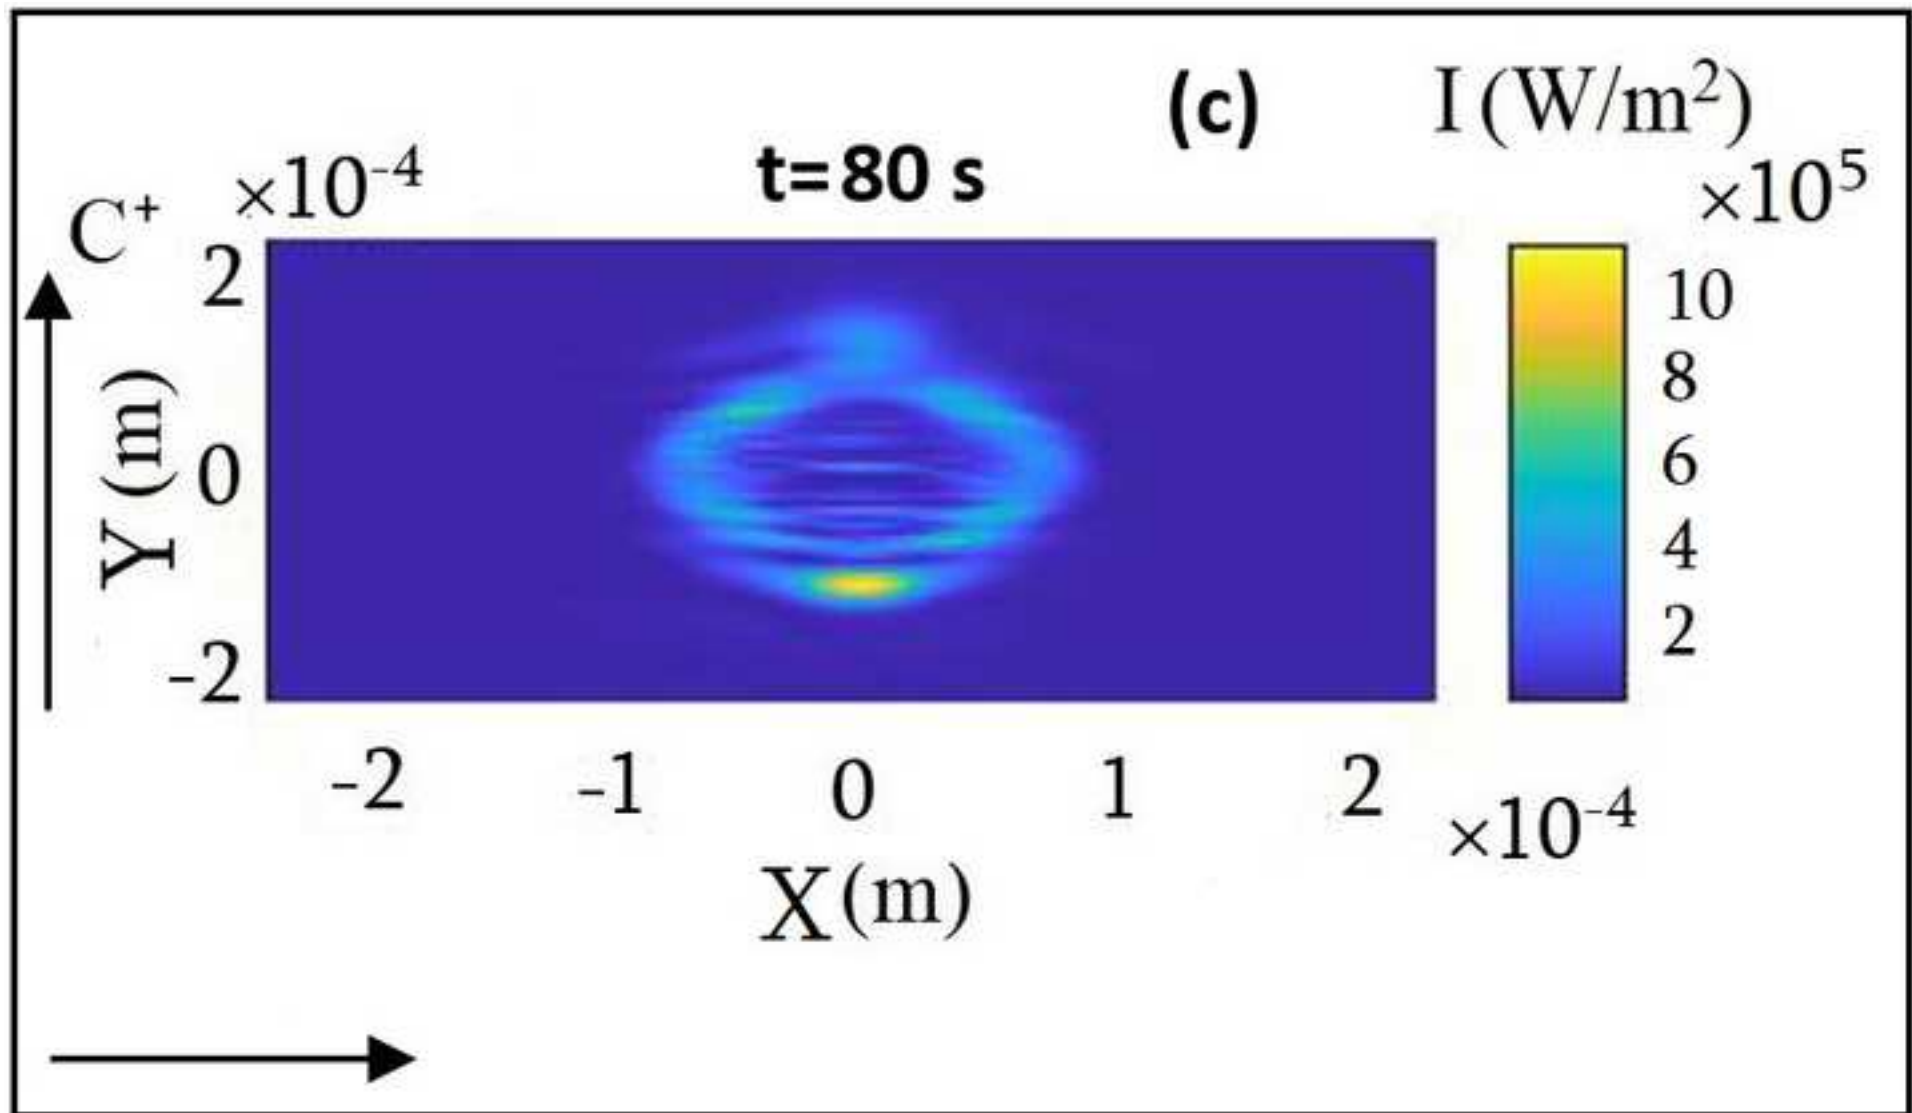 (c)
I (W/m²)
×10⁻⁴
t=80 s
×10⁵
C⁺
2
0
-2
Y (m)
10
8
6
4
2
-2 -1 0 1 2
×10⁻⁴
X (m)